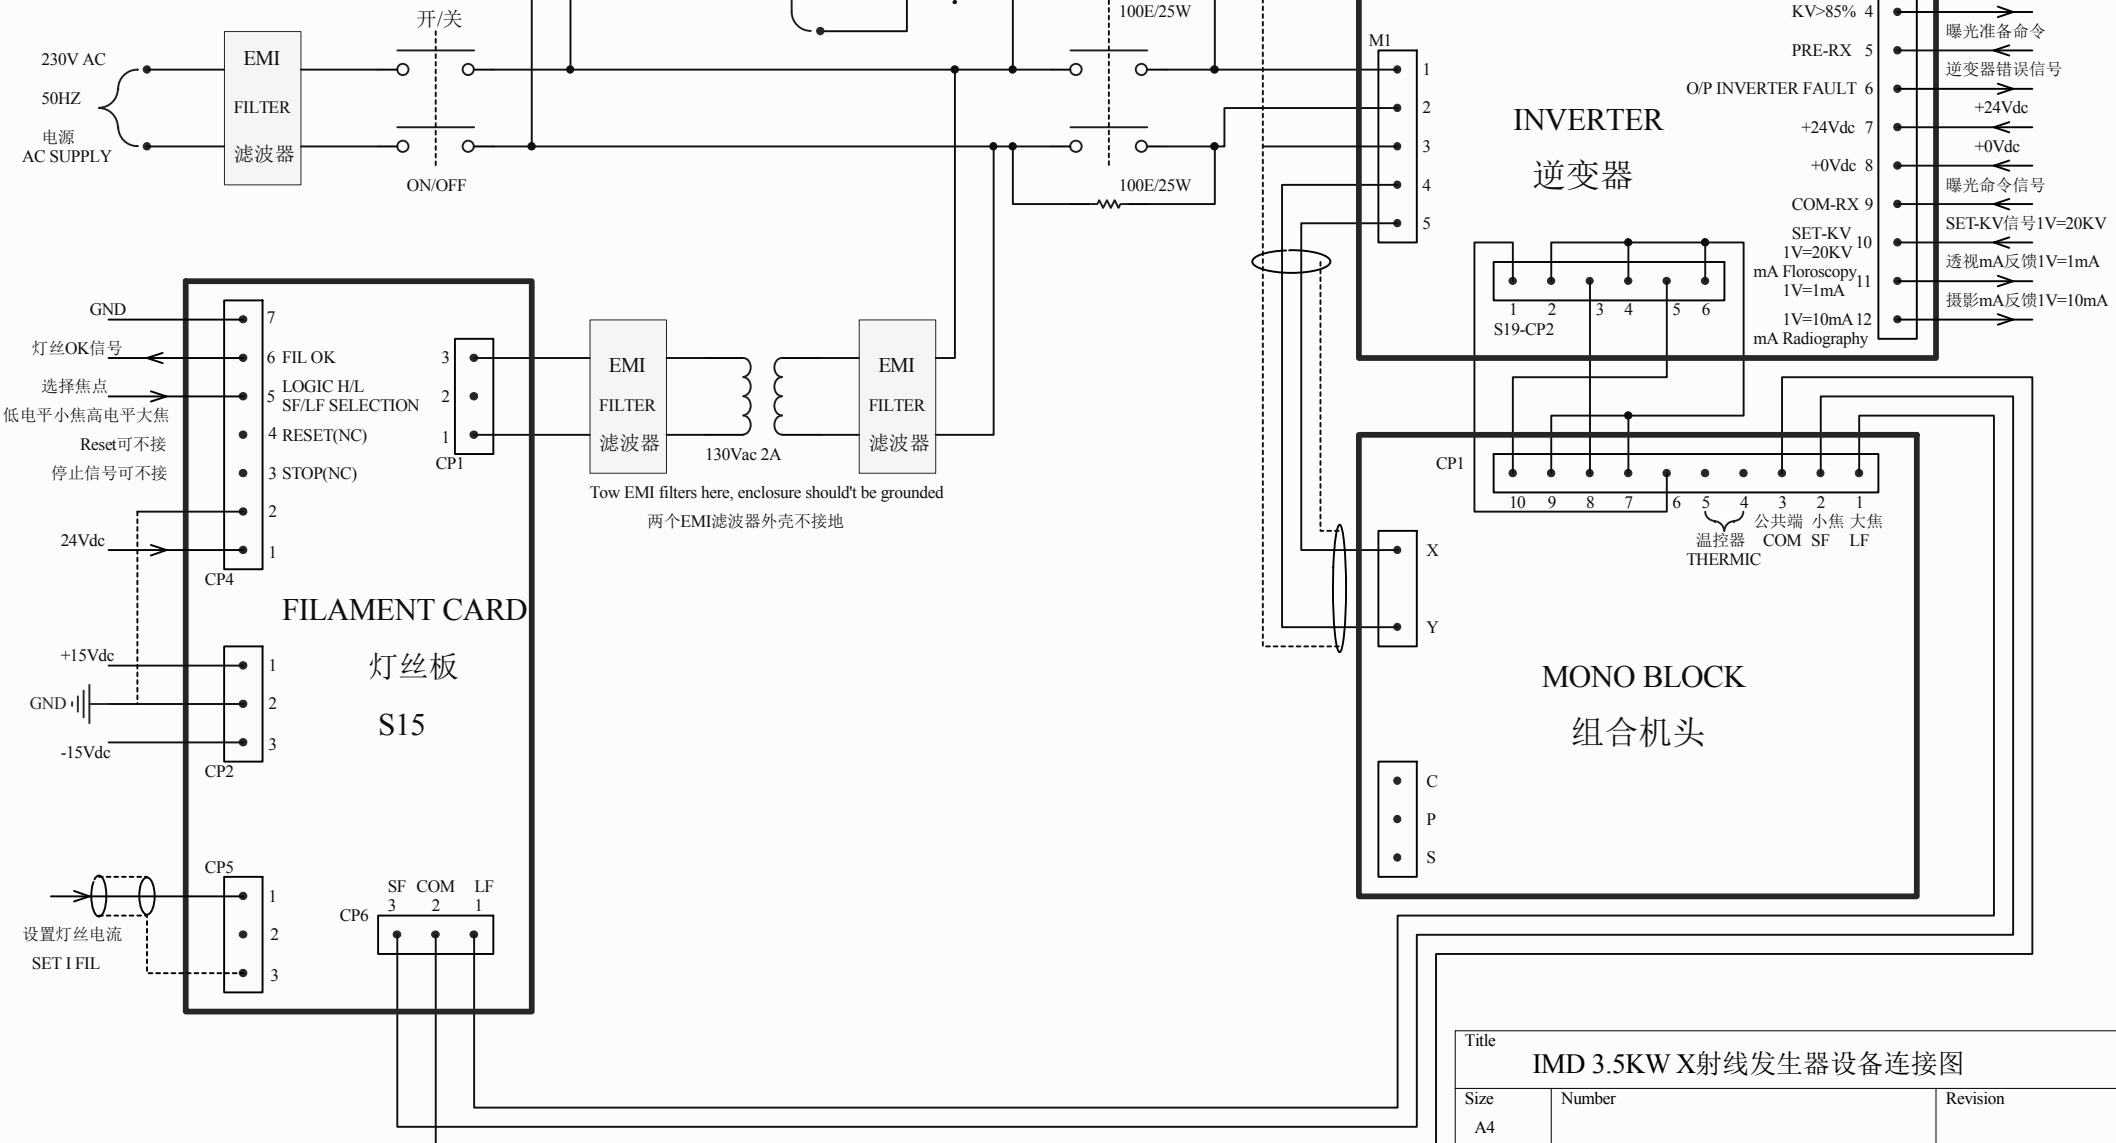 开/关
230V AC
50HZ
电源
AC SUPPLY
EMI
FILTER
滤波器
ON/OFF
100E/25W
100E/25W
M1
1
2
3
4
5
INVERTER
逆变器
KV>85% 4
PRE-RX 5
O/P INVERTER FAULT 6
+24Vdc 7
+0Vdc 8
COM-RX 9
SET-KV
1V=20KV 10
mA Floroscopy
1V=1mA 11
1V=10mA 12
mA Radiography
曝光准备命令
逆变器错误信号
+24Vdc
+0Vdc
曝光命令信号
SET-KV信号1V=20KV
透视mA反馈1V=1mA
摄影mA反馈1V=10mA
1 2 3 4 5 6
S19-CP2
GND
灯丝OK信号
选择焦点
低电平小焦高电平大焦
Reset可不接
停止信号可不接
24Vdc
7
6 FIL OK
5 LOGIC H/L
SF/LF SELECTION
4 RESET(NC)
3 STOP(NC)
2
1
CP4
3
2
1
CP1
EMI
FILTER
滤波器
130Vac 2A
EMI
FILTER
滤波器
Tow EMI filters here, enclosure should't be grounded
两个EMI滤波器外壳不接地
FILAMENT CARD
灯丝板
S15
+15Vdc
GND
-15Vdc
1
2
3
CP2
CP5
1
2
3
设置灯丝电流
SET I FIL
SF COM LF
3 2 1
CP6
CP1
10 9 8 7 6 5 4 3 2 1
温控器
THERMIC
公共端 小焦 大焦
COM SF LF
X
Y
MONO BLOCK
组合机头
C
P
S
Title
IMD 3.5KW X射线发生器设备连接图
Size
A4
Number
Revision